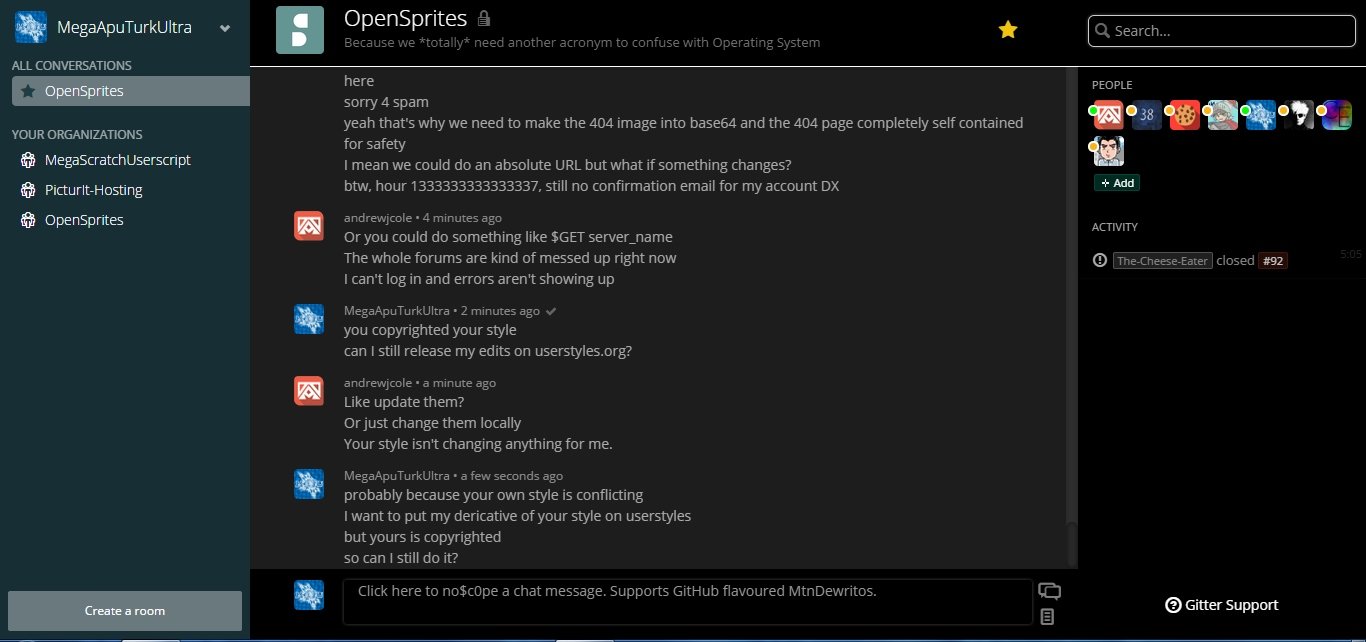 MegaApuTurkUltra
ALL CONVERSATIONS
OpenSprites
YOUR ORGANIZATIONS
MegaScratchUserscript
PicturIt-Hosting
OpenSprites
Create a room
OpenSprites
Because we *totally* need another acronym to confuse with Operating System
here
sorry 4 spam
yeah that's why we need to make the 404 image into base64 and the 404 page completely self contained
for safety
I mean we could do an absolute URL but what if something changes?
btw, hour 1333333333333337, still no confirmation email for my account DX
andrewjcole • 4 minutes ago
Or you could do something like $GET server_name
The whole forums are kind of messed up right now
I can't log in and errors aren't showing up
MegaApuTurkUltra • 2 minutes ago
you copyrighted your style
can I still release my edits on userstyles.org?
andrewjcole • a minute ago
Like update them?
Or just change them locally
Your style isn't changing anything for me.
MegaApuTurkUltra • a few seconds ago
probably because your own style is conflicting
I want to put my dericative of your style on userstyles
but yours is copyrighted
so can I still do it?
Click here to no$c0pe a chat message. Supports GitHub flavoured MtnDewritos.
Search...
PEOPLE
38
+ Add
ACTIVITY
The-Cheese-Eater closed #92 5:05
Gitter Support